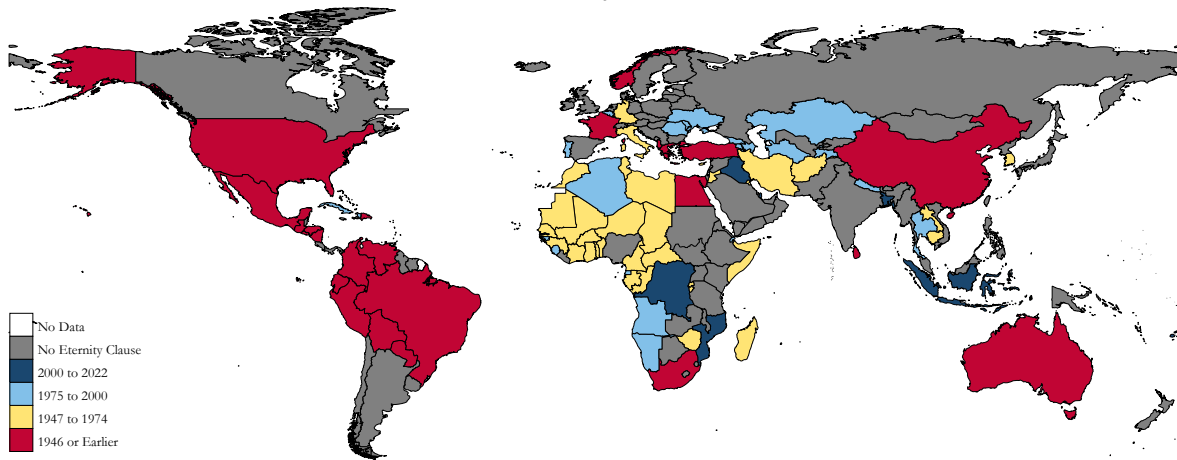 No Data
No Eternity Clause
2000 to 2022
1975 to 2000
1947 to 1974
1946 or Earlier